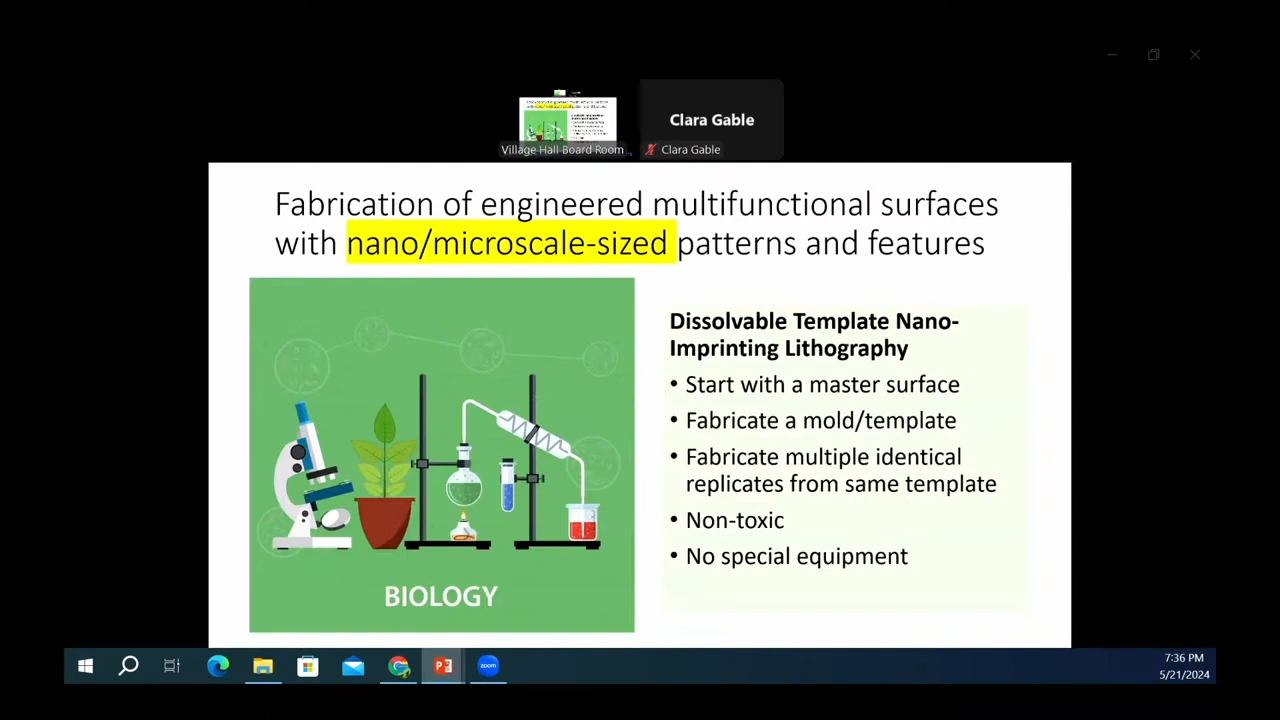 Clara Gable
Village Hall Board Room
Clara Gable
Fabrication of engineered multifunctional surfaces
with nano/microscale-sized patterns and features
Dissolvable Template Nano-
Imprinting Lithography
• Start with a master surface
• Fabricate a mold/template
• Fabricate multiple identical
replicates from same template
• Non-toxic
• No special equipment
BIOLOGY
zoom
7:36 PM
5/21/2024